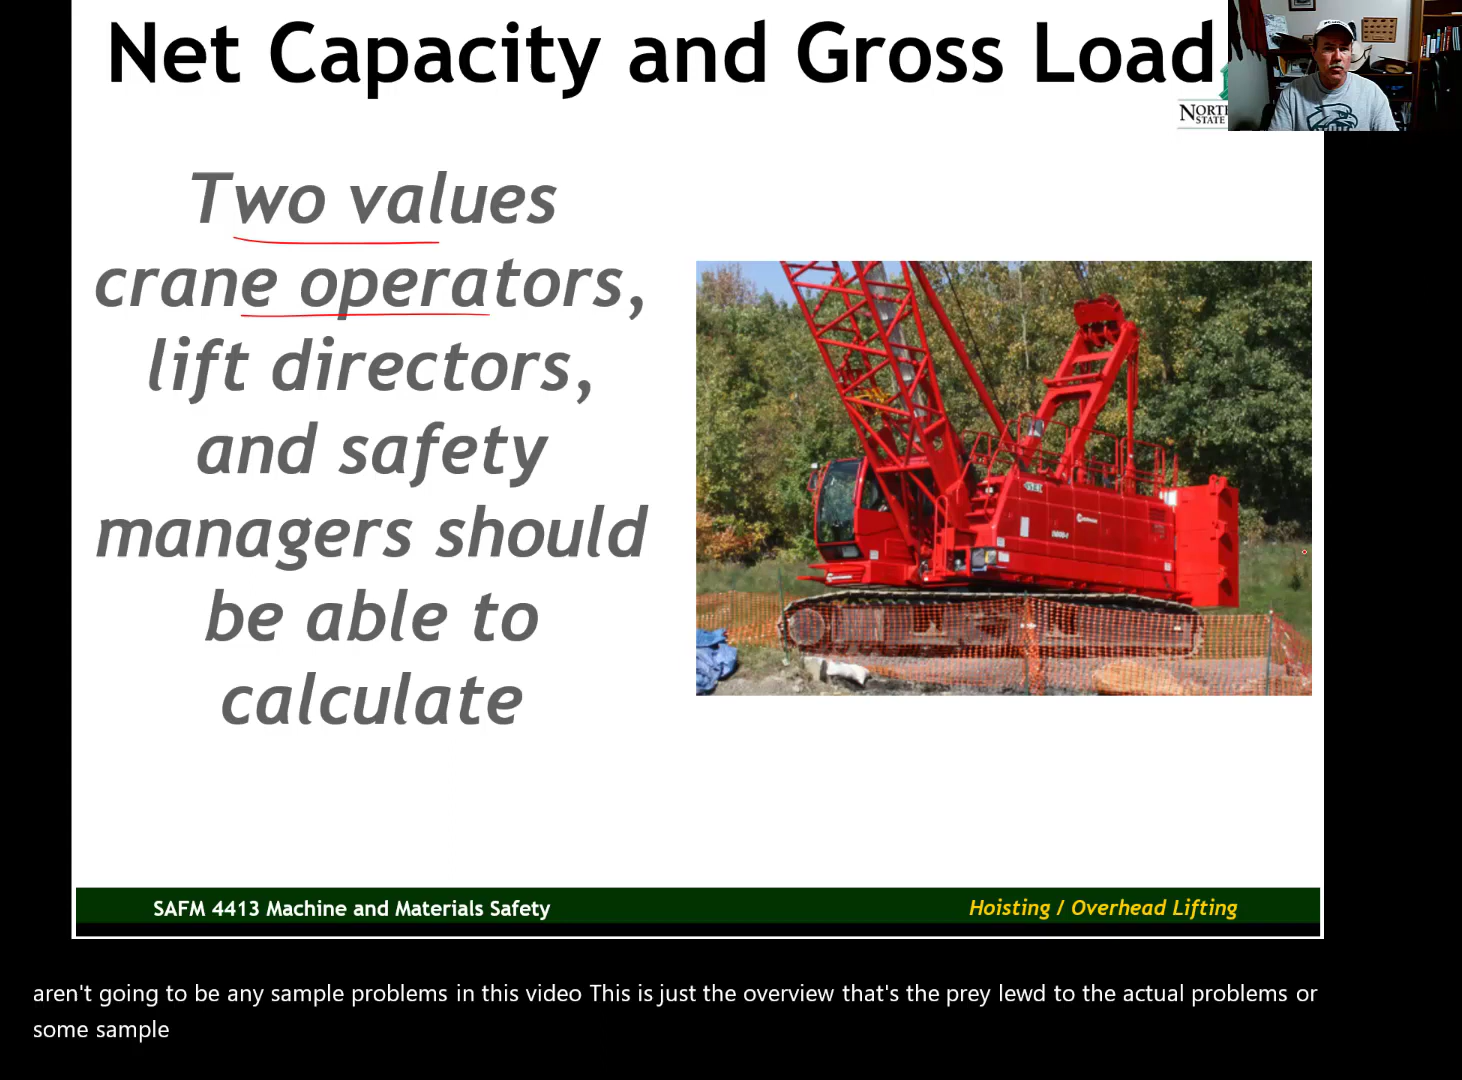 Net Capacity and Gross Load
NORTH
STATE
Two values
crane operators,
lift directors,
and safety
managers should
be able to
calculate
SAFM 4413 Machine and Materials Safety
Hoisting / Overhead Lifting
aren't going to be any sample problems in this video This is just the overview that's the prey lewd to the actual problems or
some sample